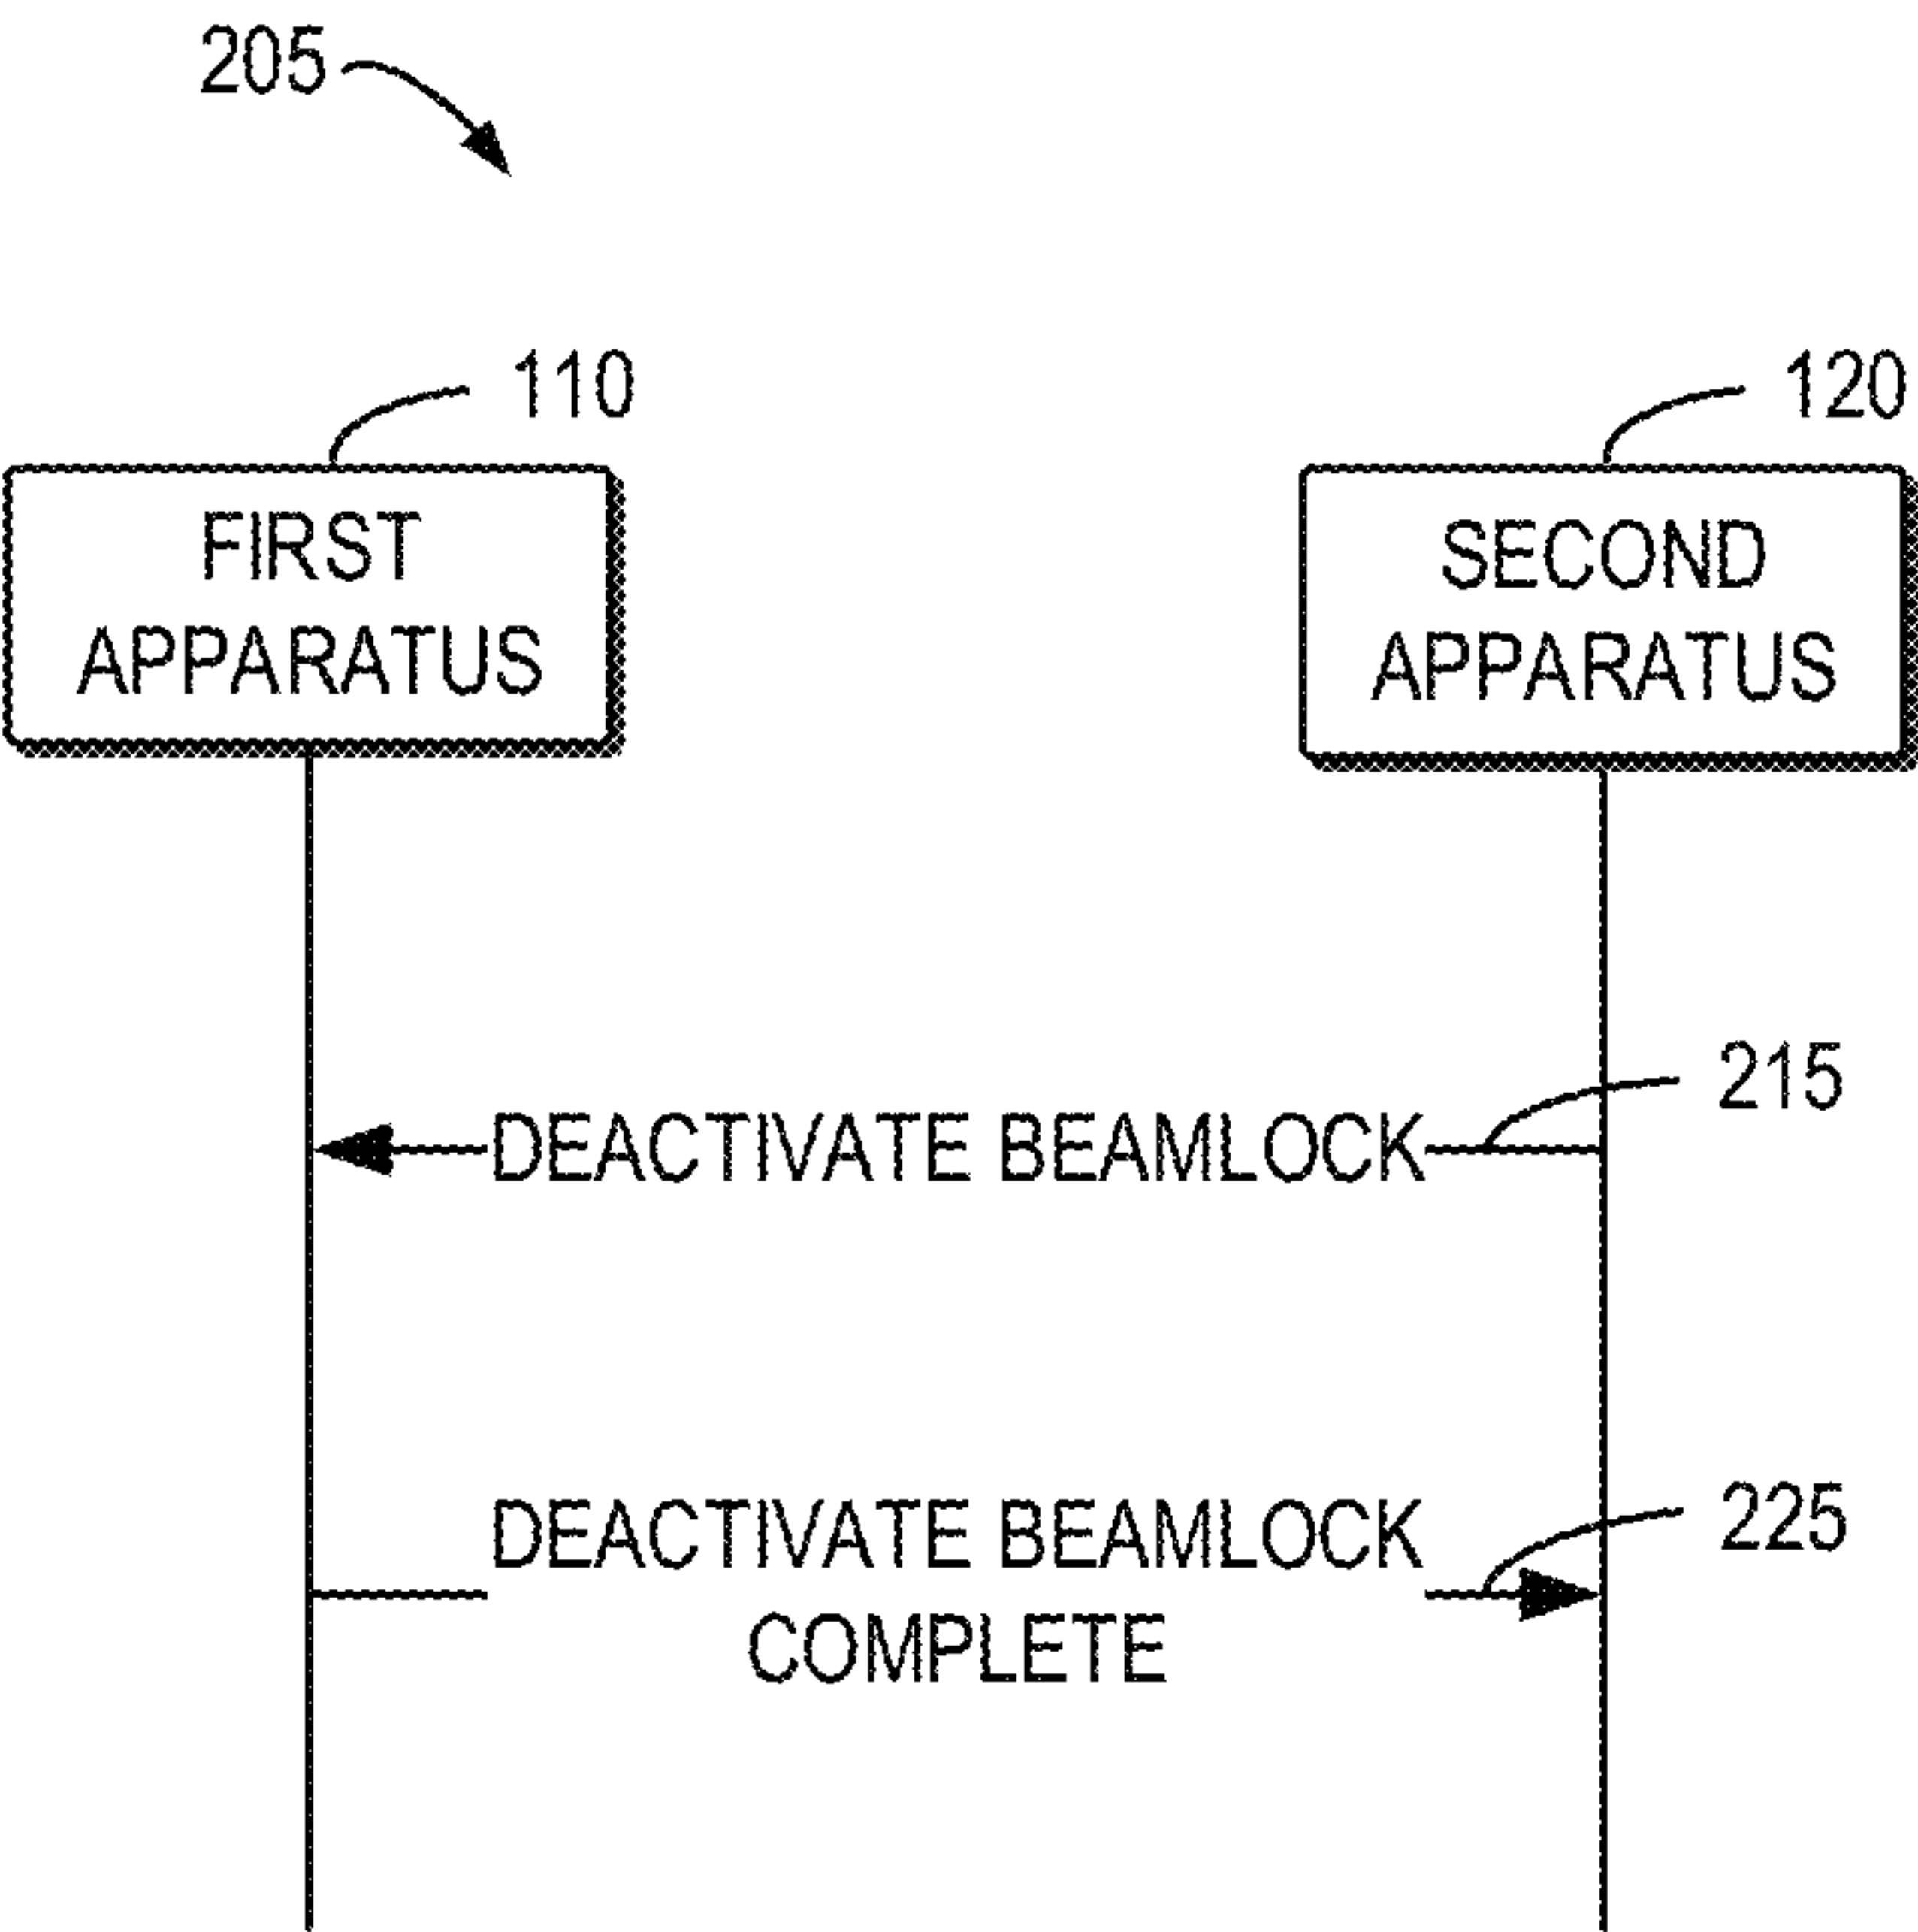 205
110
120
FIRST
APPARATUS
SECOND
APPARATUS
215
DEACTIVATE BEAMLOCK
225
DEACTIVATE BEAMLOCK
COMPLETE